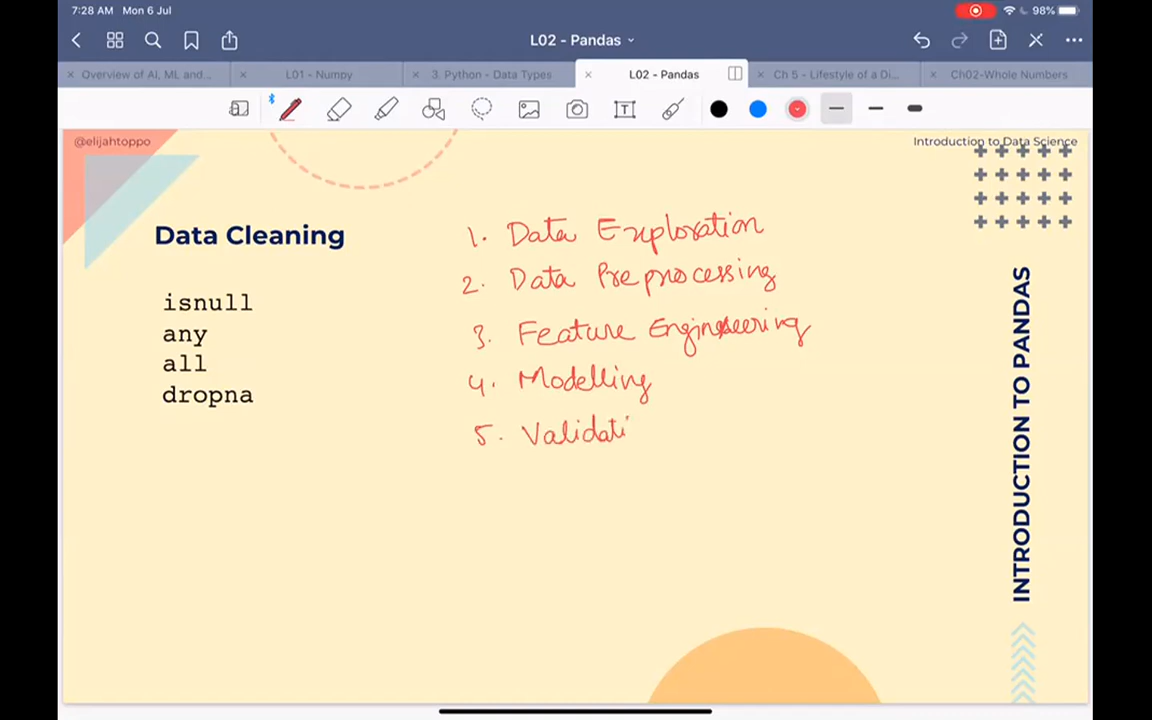 7:28 AM Mon 6 Jul
98%
L02 - Pandas
Overview of AI, ML and...
L01 - Numpy
3. Python - Data Types
L02 - Pandas
Ch 5 - Lifestyle of a Di...
Ch02-Whole Numbers
@elijahtoppo
Introduction to Data Science
Data Cleaning
isnull
any
all
dropna
1. Data Exploration
2. Data Preprocessing
3. Feature Engineering
4. Modelling
5. Validati
INTRODUCTION TO PANDAS